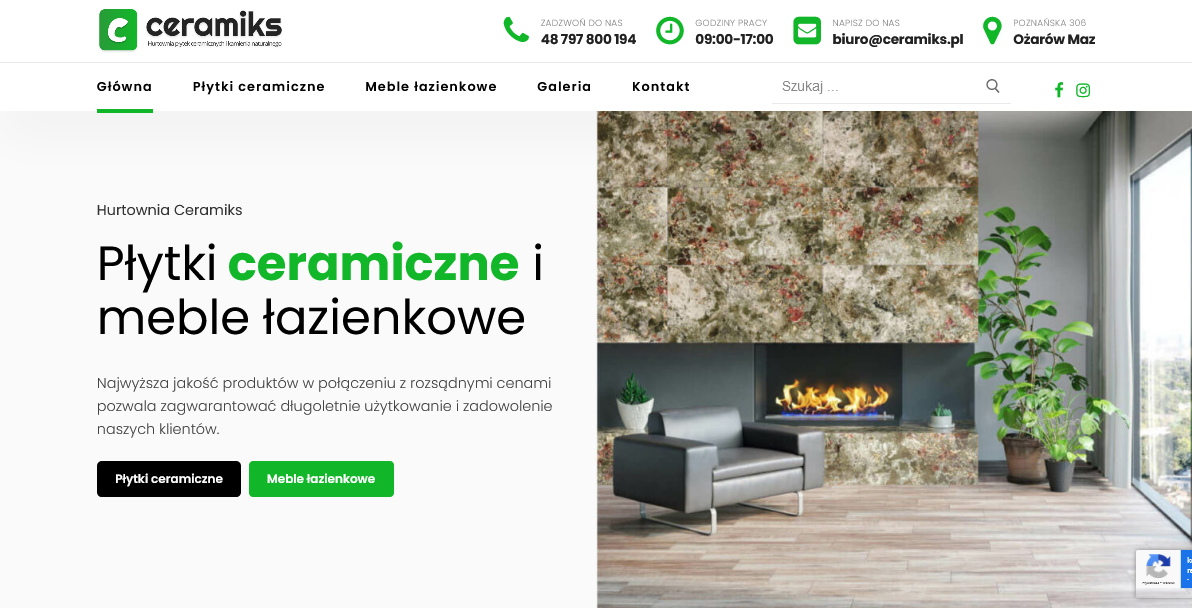 ceramiks
Hurtownia płytek ceramicznych i kamienia naturalnego
ZADZWOŃ DO NAS
48 797 800 194
GODZINY PRACY
09:00-17:00
NAPISZ DO NAS
biuro@ceramiks.pl
POZNAŃSKA 306
Ożarów Maz
Główna
Płytki ceramiczne
Meble łazienkowe
Galeria
Kontakt
Szukaj ...
Hurtownia Ceramiks
Płytki ceramiczne i
meble łazienkowe
Najwyższa jakość produktów w połączeniu z rozsądnymi cenami
pozwala zagwarantować długoletnie użytkowanie i zadowolenie
naszych klientów.
Płytki ceramiczne
Meble łazienkowe